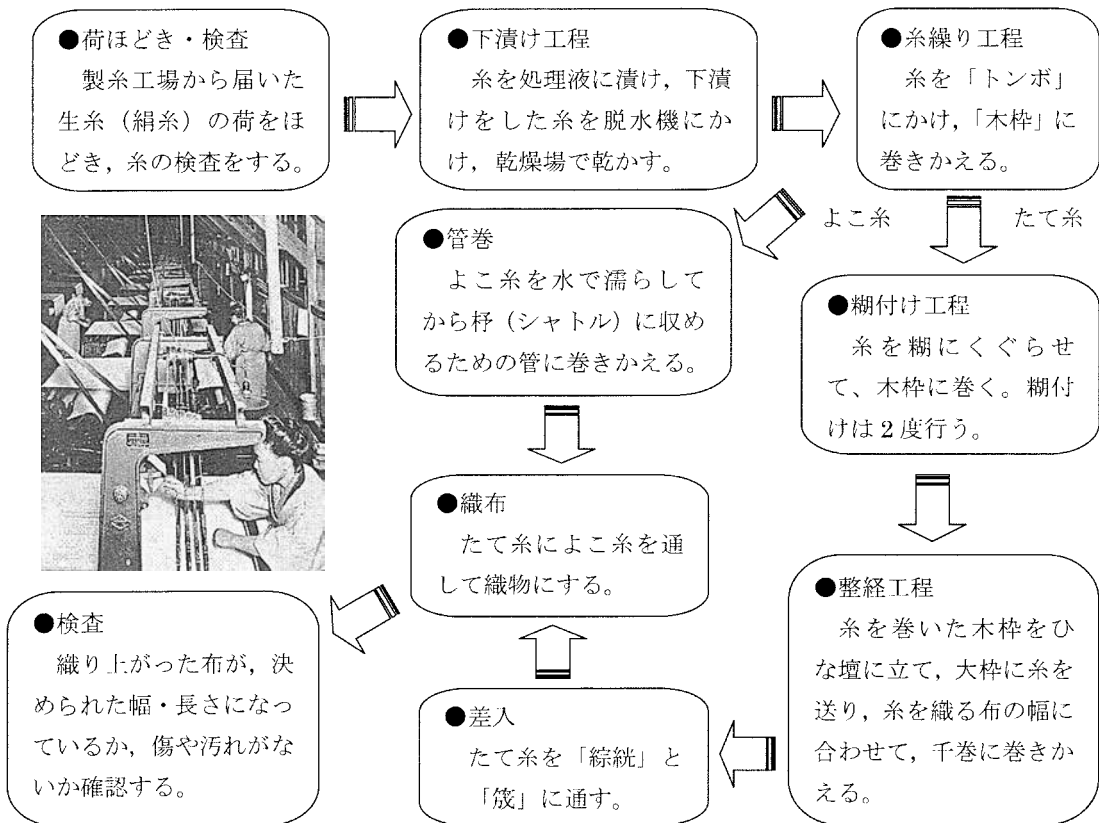 ●荷ほどき・検査
製糸工場から届いた
生糸（絹糸）の荷をほ
どき，糸の検査をする。
●下漬け工程
糸を処理液に漬け，下漬
けをした糸を脱水機にか
け，乾燥場で乾かす。
●糸繰り工程
糸を「トンボ」
にかけ，「木枠」に
巻きかえる。
よこ糸
たて糸
●管巻
よこ糸を水で濡らして
から杼（シャトル）に収め
るための管に巻きかえる。
●糊付け工程
糸を糊にくぐらせ
て、木枠に巻く。糊付
けは2度行う。
●整経工程
糸を巻いた木枠をひ
な壇に立て，大枠に糸を
送り，糸を織る布の幅に
合わせて，千巻に巻きか
える。
●差入
たて糸を「綜絖」と
「筬」に通す。
●織布
たて糸によこ糸を通
して織物にする。
●検査
織り上がった布が，決
められた幅・長さになっ
ているか，傷や汚れがな
いか確認する。